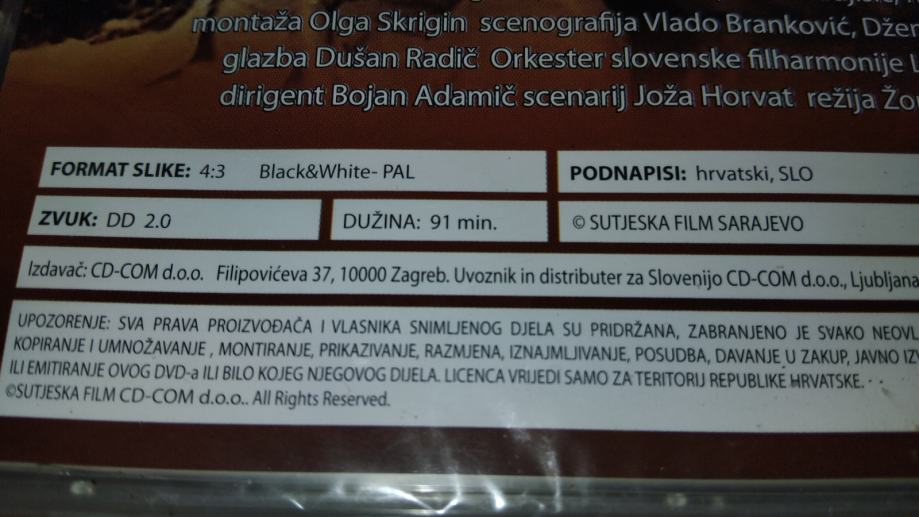 montaža Olga Skrigin scenografija Vlado Branković,
glazba Dušan Radič Orkester slovenske filharmonije
dirigent Bojan Adamič scenarij Joža Horvat režija
FORMAT SLIKE: 4:3 Black&White- PAL
PODNAPISI: hrvatski, SLO
ZVUK: DD 2.0
DUŽINA: 91 min.
© SUTJESKA FILM SARAJEVO
Izdavač: CD-COM d.o.o. Filipovićeva 37, 10000 Zagreb. Uvoznik in distributer za Slovenijo CD-COM d.o.o., Ljubljana
UPOZORENJE: SVA PRAVA PROIZVOĐAČA I VLASNIKA SNIMLJENOG DJELA SU PRIDRŽANA, ZABRANJENO JE SVAKO
KOPIRANJE I UMNOŽAVANJE , MONTIRANJE, PRIKAZIVANJE, RAZMJENA, IZNAJMLJIVANJE, POSUDBA, DAVANJE U ZAKUP, JAVNO
ILI EMITIRANJE OVOG DVD-a ILI BILO KOJEG NJEGOVOG DIJELA. LICENCA VRIJEDI SAMO ZA TERITORIJ REPUBLIKE HRVATSKE.
©SUTJESKA FILM CD-COM d.o.o.. All Rights Reserved.